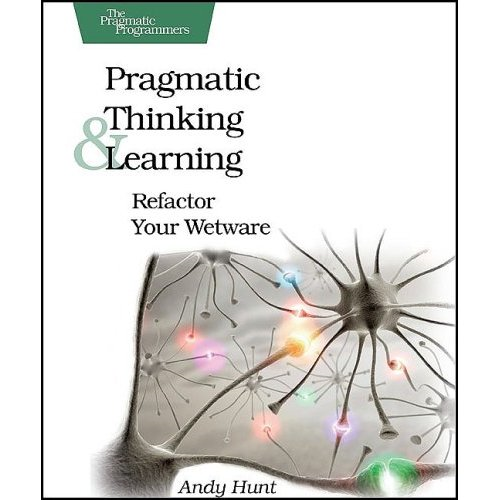 The
Pragmatic
Programmers
Pragmatic
Thinking
& Learning
Refactor
Your Wetware
Andy Hunt